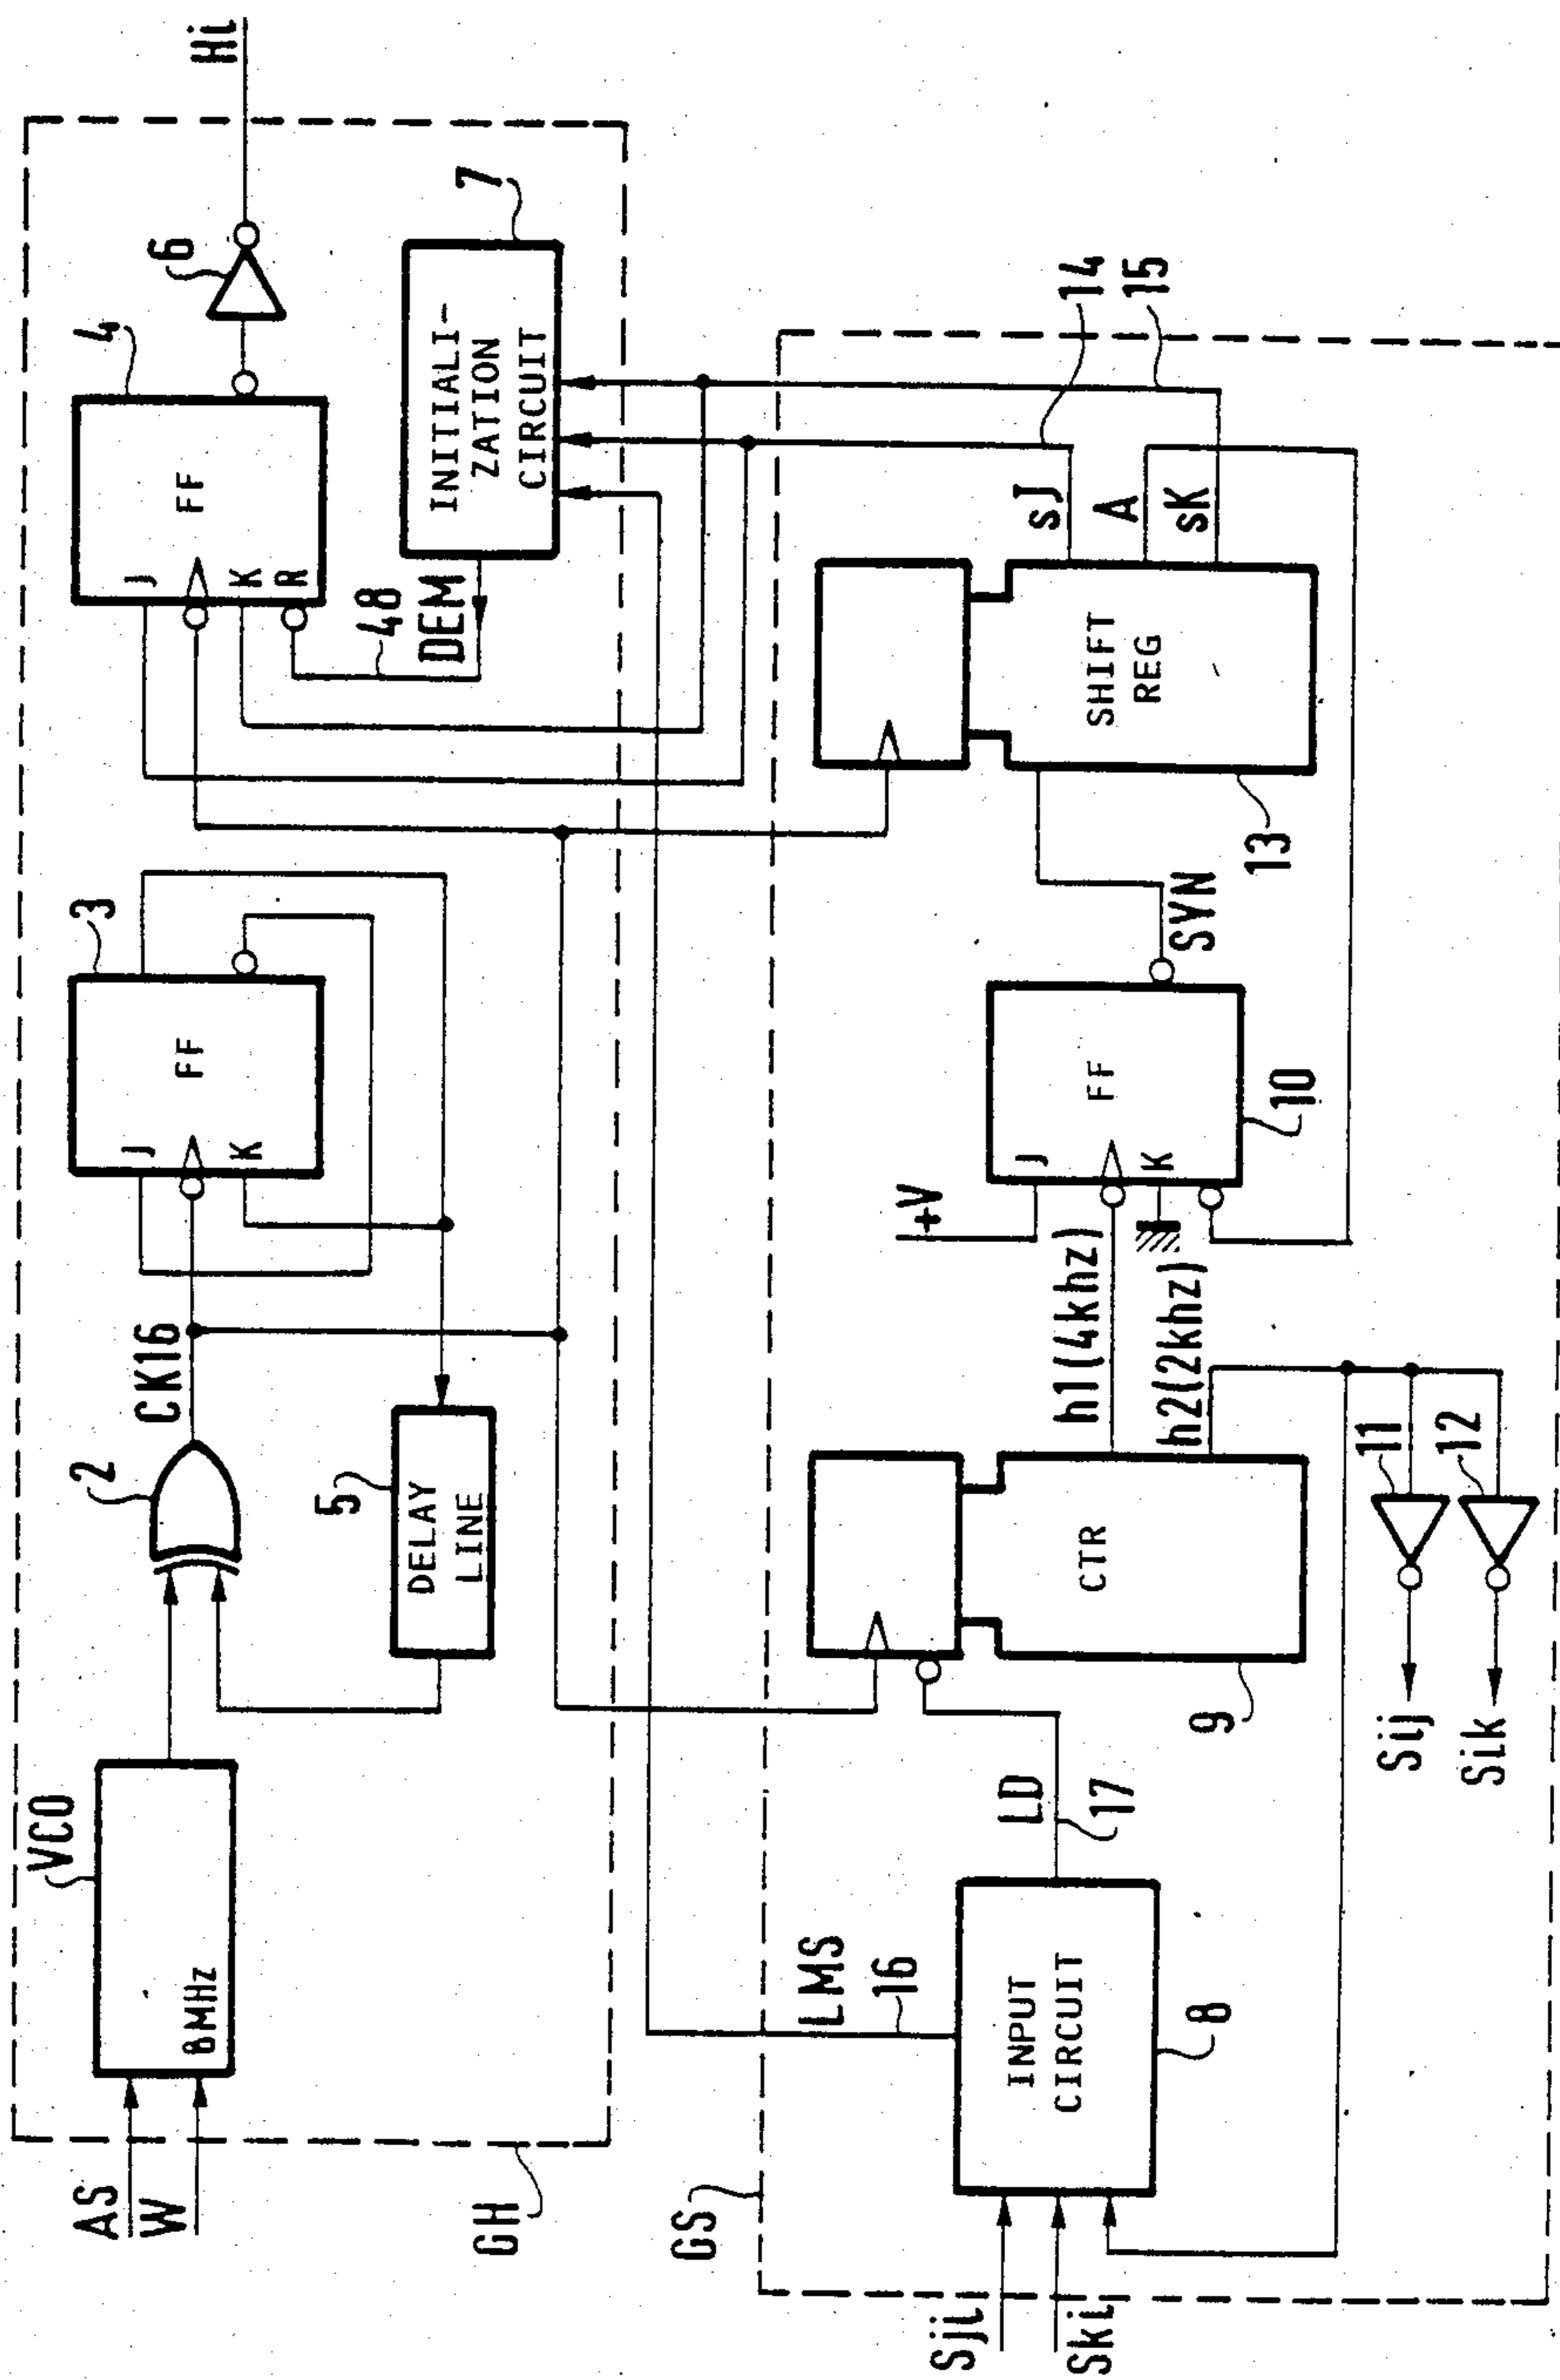 AS
W
VCO
8MHz
2
CK16
3
J
K
FF
4
J
K
R
FF
6
Hi
5
DELAY
LINE
48
DEM
INITIALI-
ZATION
CIRCUIT
7
GH
GS
Sji
Ski
LMS
16
INPUT
CIRCUIT
8
LD
17
CTR
9
h1(4khz)
h2(2khz)
+V
J
K
FF
10
SYN
SHIFT
REG
13
sJ
A
sK
14
15
11
12
Sij
Sik